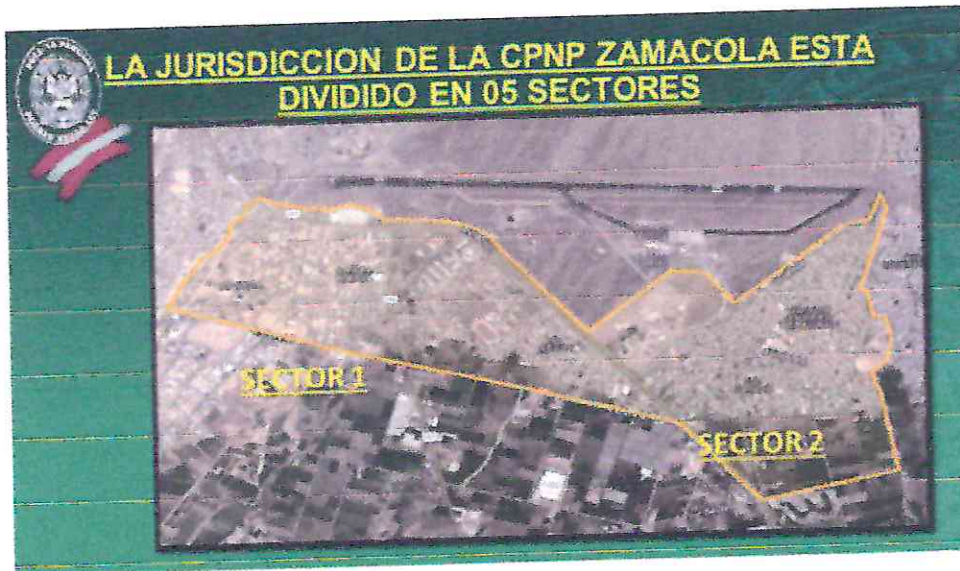 LA JURISDICCION DE LA CPNP ZAMACOLA ESTA
DIVIDIDO EN 05 SECTORES
SECTOR 1
SECTOR 2